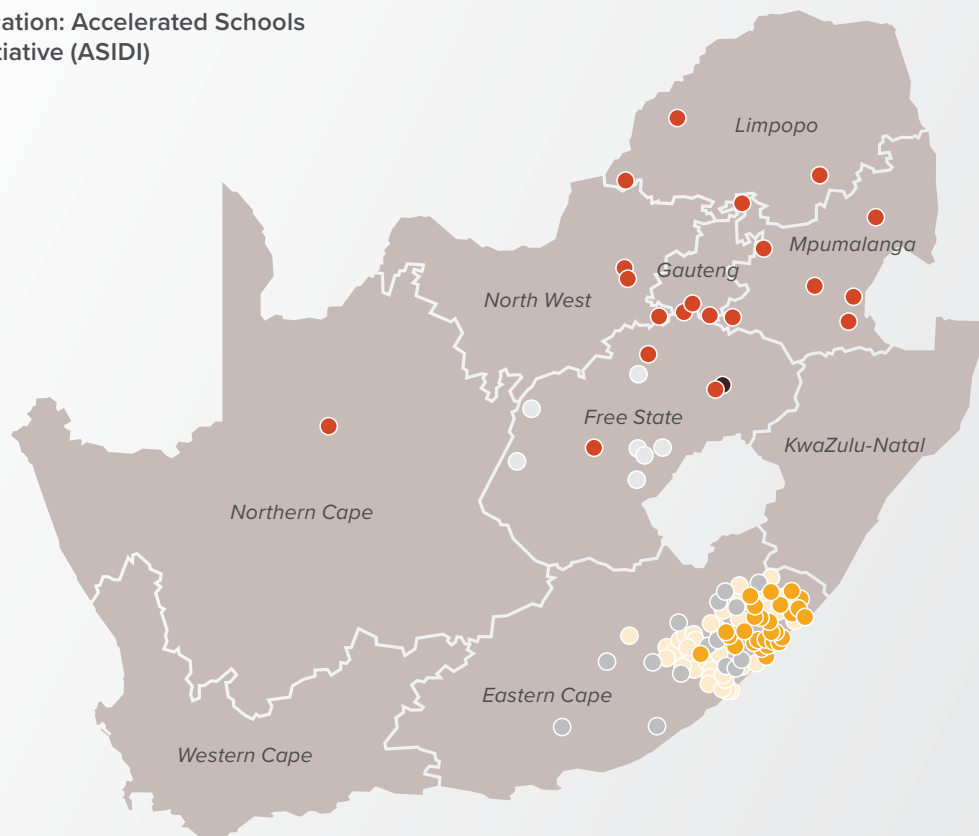 ation: Accelerated Schools
tiative (ASIDI)
Limpopo
Mpumalanga
Gauteng
North West
Free State
KwaZulu-Natal
Northern Cape
Eastern Cape
Western Cape